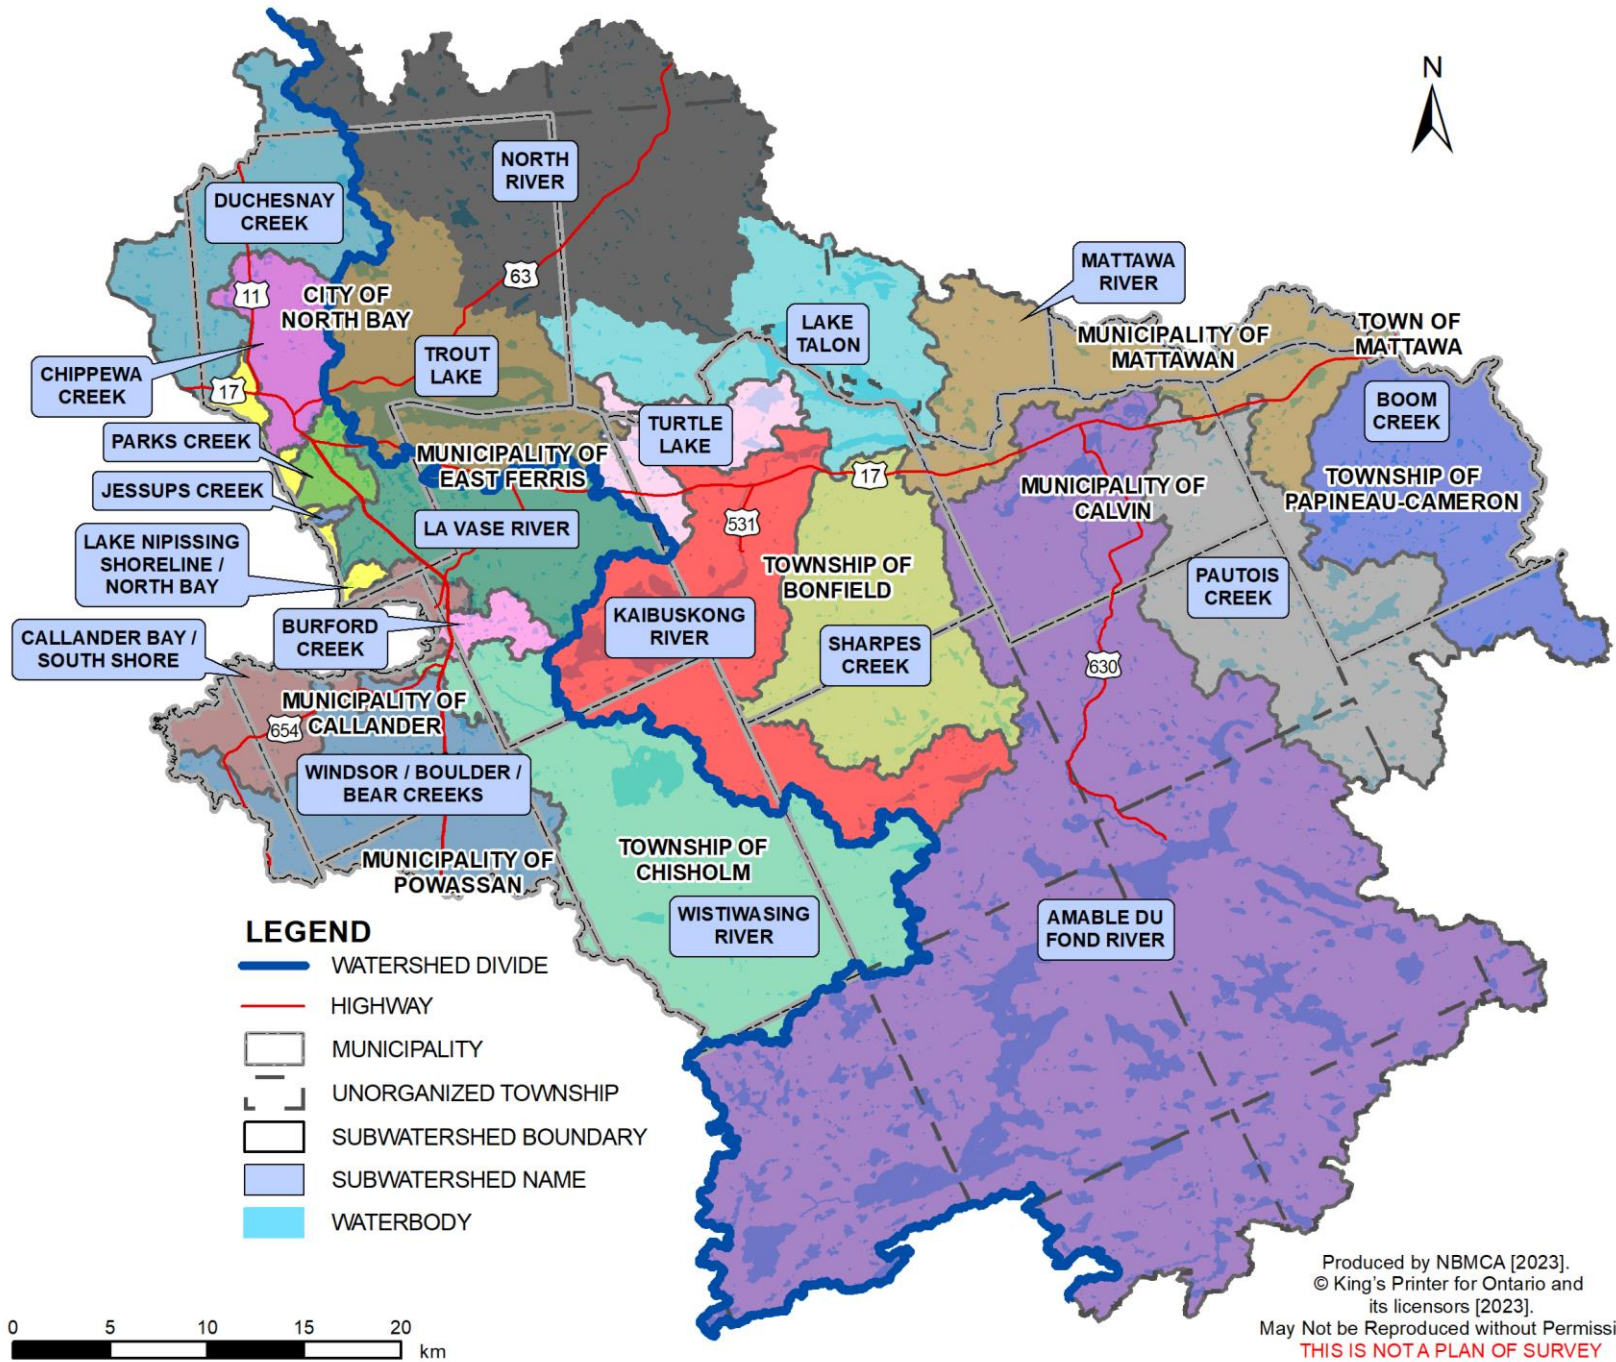 N
NORTH
RIVER
DUCHESNAY
CREEK
63
11
CITY OF
NORTH BAY
MATTAWA
RIVER
LAKE
TALON
MUNICIPALITY OF
MATTAWAN
TOWN OF
MATTAWA
TROUT
LAKE
CHIPPEWA
CREEK
17
BOOM
CREEK
TURTLE
LAKE
PARKS CREEK
MUNICIPALITY OF
EAST FERRIS
17
MUNICIPALITY OF
CALVIN
TOWNSHIP OF
PAPINEAU-CAMERON
JESSUPS CREEK
LA VASE RIVER
531
LAKE NIPISSING
SHORELINE /
NORTH BAY
TOWNSHIP OF
BONFIELD
PAUTOIS
CREEK
BURFORD
CREEK
KAIBUSKONG
RIVER
CALLANDER BAY /
SOUTH SHORE
SHARPES
CREEK
630
MUNICIPALITY OF
CALLANDER
654
WINDSOR / BOULDER /
BEAR CREEKS
MUNICIPALITY OF
POWASSAN
TOWNSHIP OF
CHISHOLM
WISTIWASING
RIVER
AMABLE DU
FOND RIVER
LEGEND
WATERSHED DIVIDE
HIGHWAY
MUNICIPALITY
UNORGANIZED TOWNSHIP
SUBWATERSHED BOUNDARY
SUBWATERSHED NAME
WATERBODY
0 5 10 15 20
km
Produced by NBMCA [2023].
© King's Printer for Ontario and
its licensors [2023].
May Not be Reproduced without Permissi
THIS IS NOT A PLAN OF SURVEY